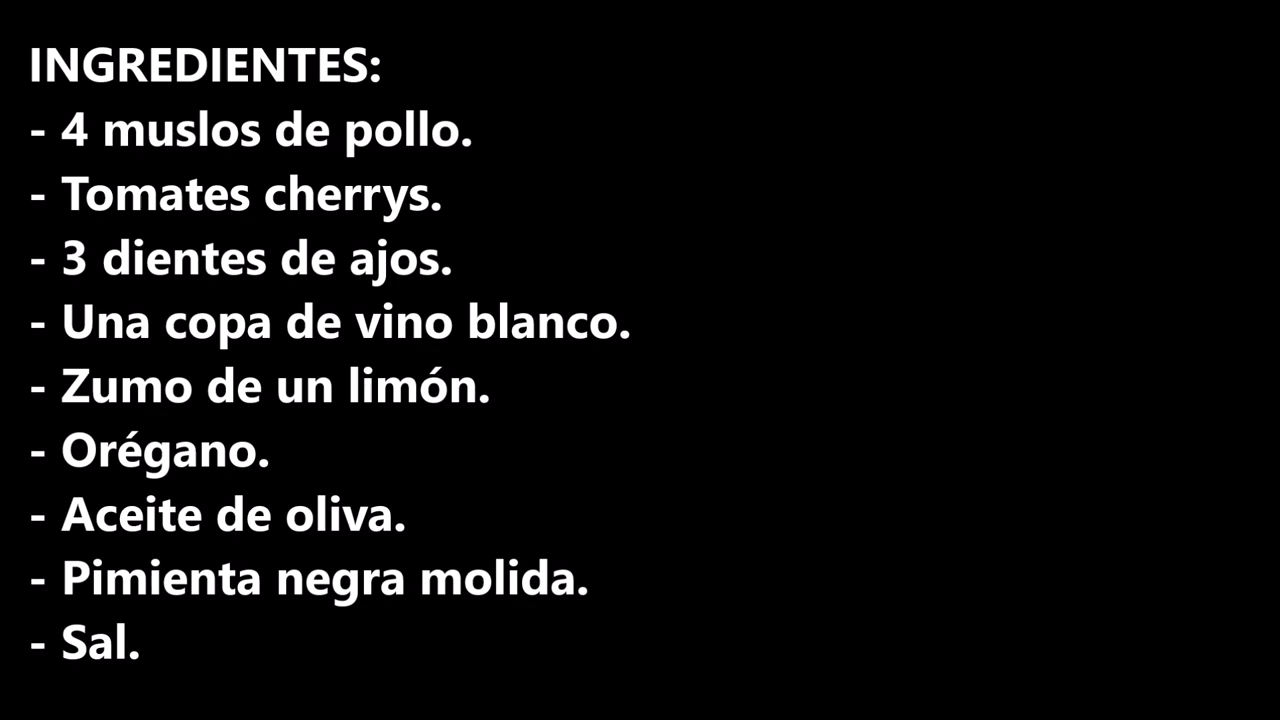 INGREDIENTES:
- 4 muslos de pollo.
- Tomates cherrys.
- 3 dientes de ajos.
- Una copa de vino blanco.
- Zumo de un limón.
- Orégano.
- Aceite de oliva.
- Pimienta negra molida.
- Sal.